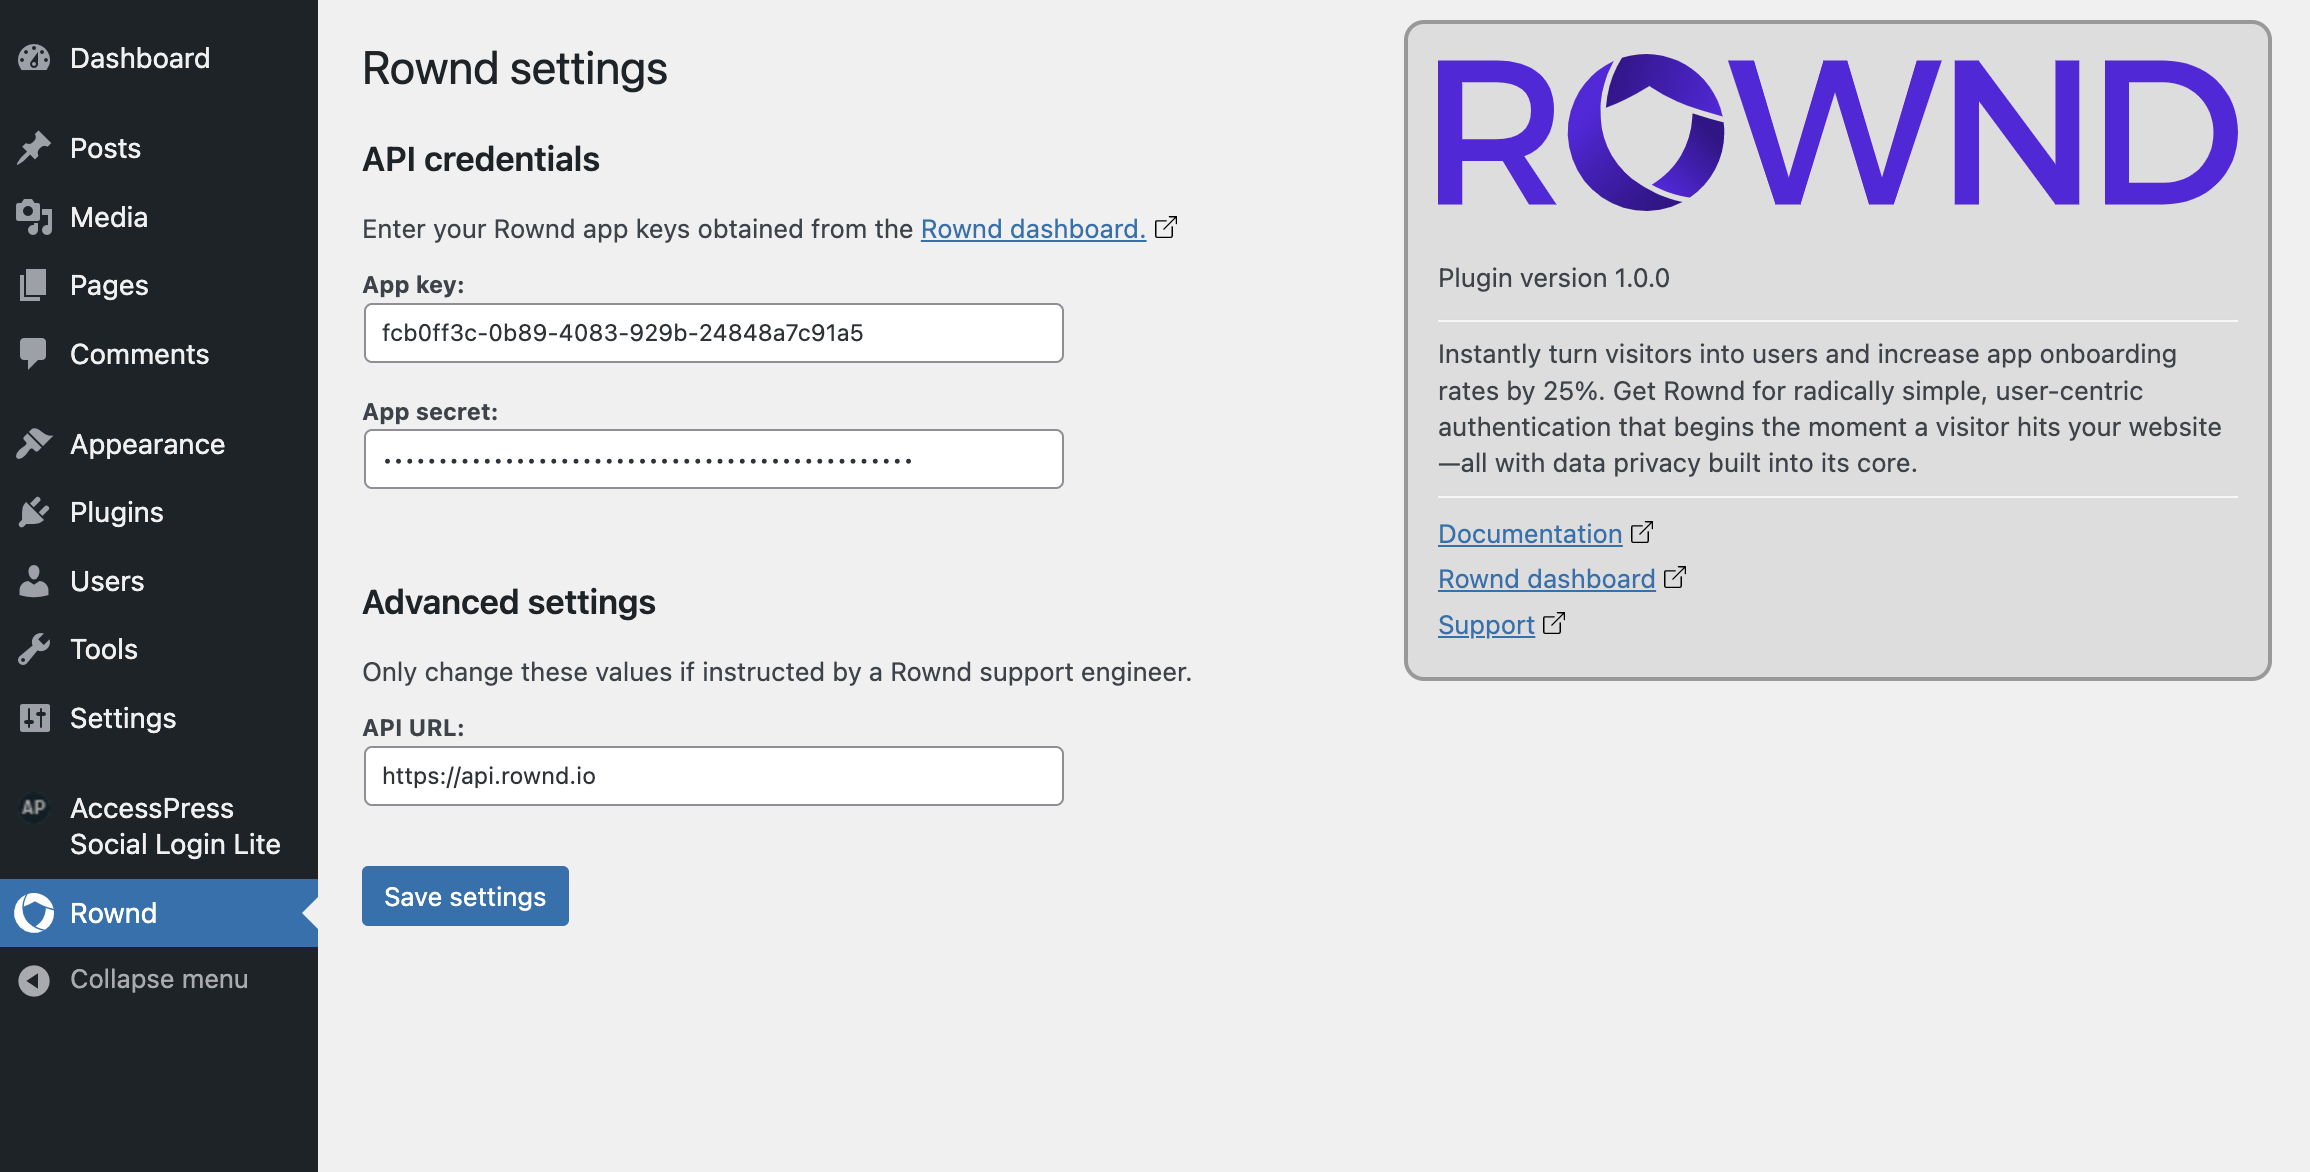 Dashboard
Posts
Media
Pages
Comments
Appearance
Plugins
Users
Tools
Settings
AP
AccessPress
Social Login Lite
Rownd
Collapse menu
Rownd settings
API credentials
Enter your Rownd app keys obtained from the Rownd dashboard.
App key:
fcb0ff3c-0b89-4083-929b-24848a7c91a5
App secret:
••••••••••••••••••••••••••••••••••••••••••••••••
Advanced settings
Only change these values if instructed by a Rownd support engineer.
API URL:
https://api.rownd.io
Save settings
ROWND
Plugin version 1.0.0
Instantly turn visitors into users and increase app onboarding
rates by 25%. Get Rownd for radically simple, user-centric
authentication that begins the moment a visitor hits your website
—all with data privacy built into its core.
Documentation
Rownd dashboard
Support